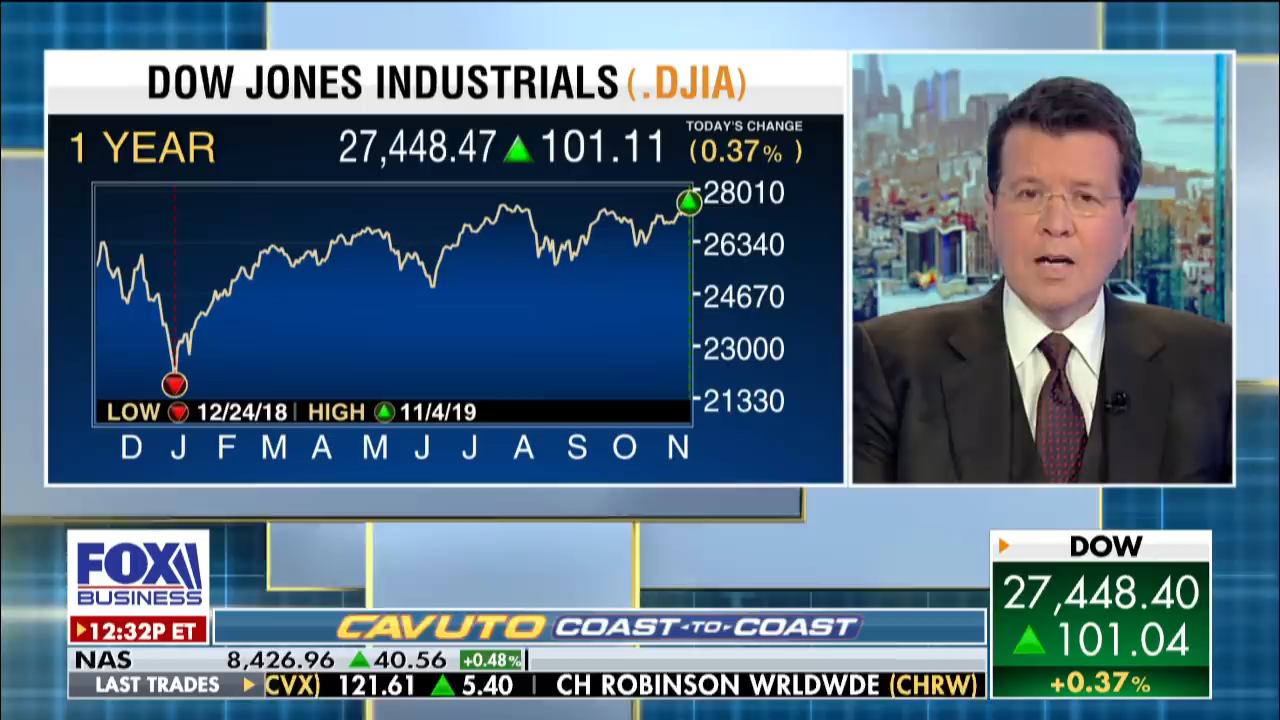 DOW JONES INDUSTRIALS (.DJIA)
1 YEAR 27,448.47 ▲ 101.11 TODAY'S CHANGE (0.37% )
28010
26340
24670
23000
21330
LOW ▼ 12/24/18 | HIGH ▲ 11/4/19
D J F M A M J J A S O N
FOX BUSINESS
12:32P ET
CAVUTO COAST-TO-COAST
NAS 8,426.96 ▲ 40.56 +0.48%
LAST TRADES CVX) 121.61 ▲ 5.40 | CH ROBINSON WRLDWDE (CHRW)
DOW
27,448.40
▲ 101.04
+0.37%